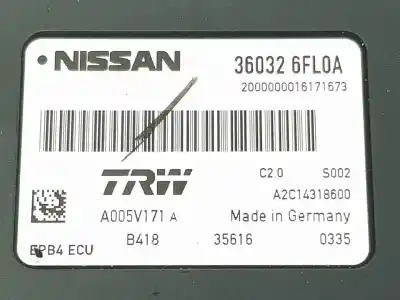 NISSAN 36032 6FL0A
2000000016171673
TRW C2 0 S002
A2C14318600
A005V171 A Made in Germany
B418 35616 0335
EPB4 ECU